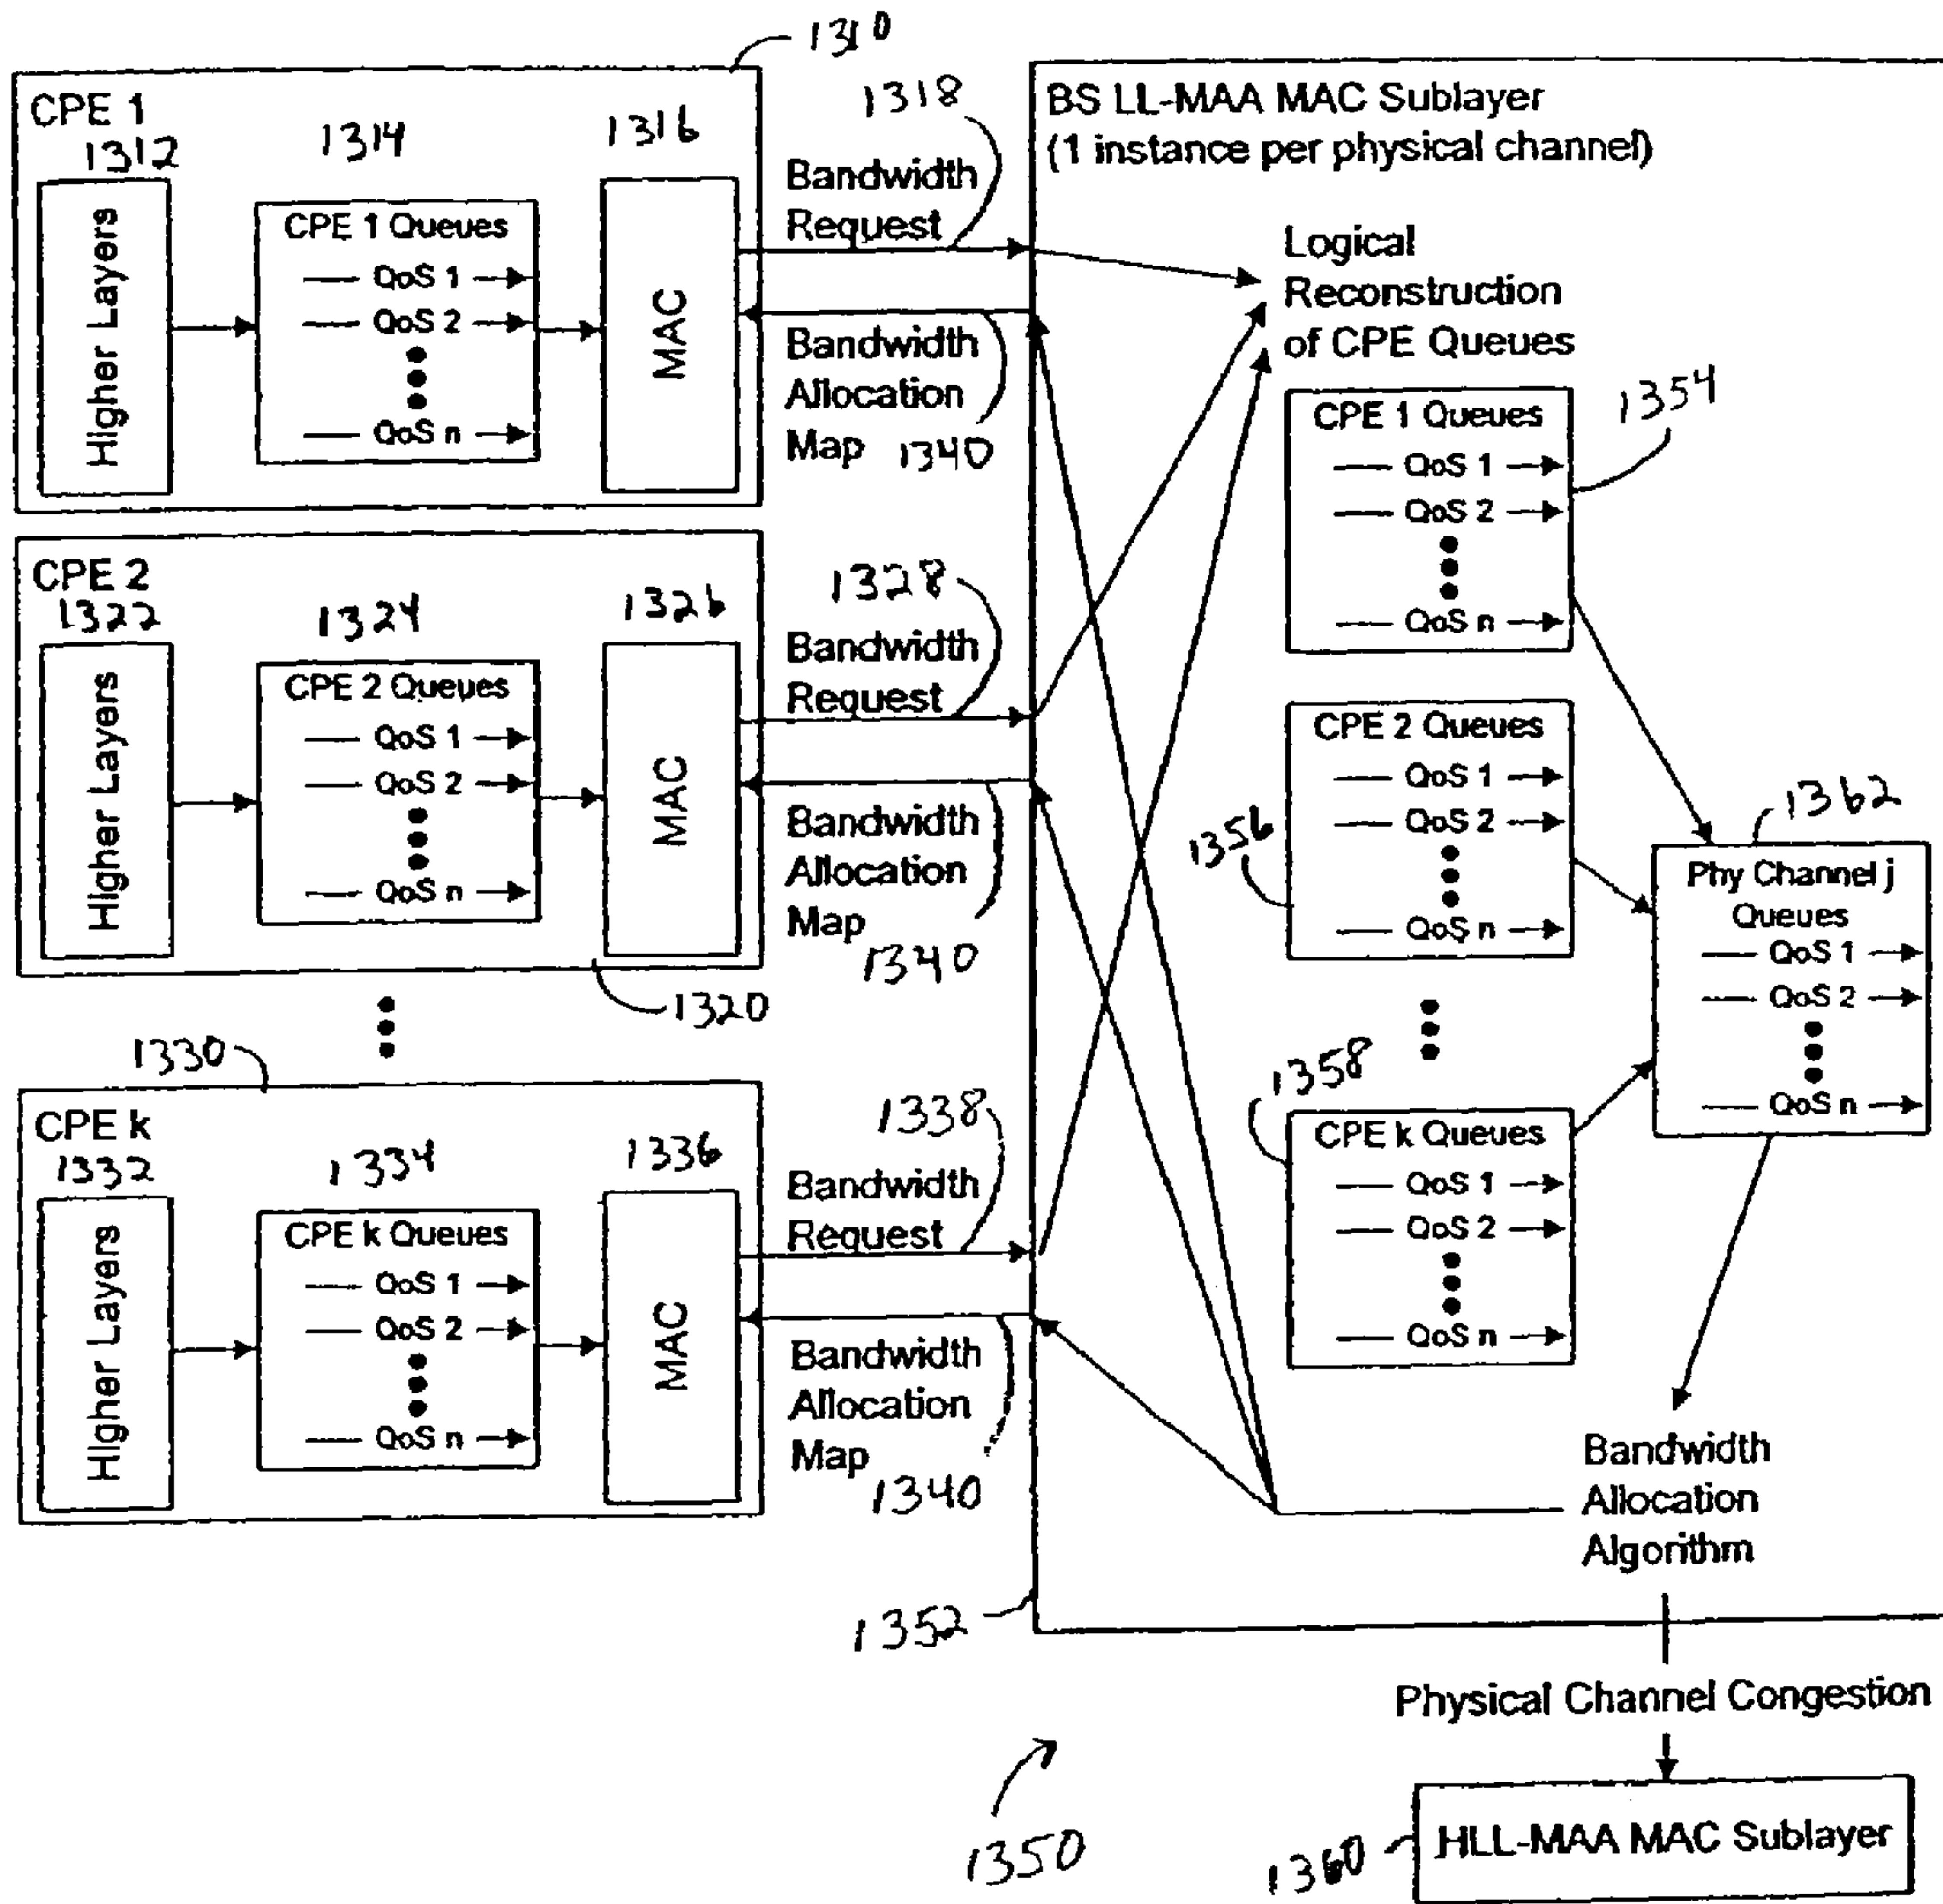 1310
CPE 1
1312
1314
1316
Higher Layers
CPE 1 Queues
QoS 1
QoS 2
QoS n
MAC
1318
Bandwidth
Request
Bandwidth
Allocation
Map 1340
CPE 2
1322
1324
1326
Higher Layers
CPE 2 Queues
QoS 1
QoS 2
QoS n
MAC
1320
1328
Bandwidth
Request
Bandwidth
Allocation
Map
1340
1330
CPE k
1332
1334
1336
Higher Layers
CPE k Queues
QoS 1
QoS 2
QoS n
MAC
1338
Bandwidth
Request
Bandwidth
Allocation
Map
1340
BS LL-MAA MAC Sublayer
(1 instance per physical channel)
Logical
Reconstruction
of CPE Queues
CPE 1 Queues
QoS 1
QoS 2
QoS n
1354
CPE 2 Queues
QoS 1
QoS 2
QoS n
1356
1358
CPE k Queues
QoS 1
QoS 2
QoS n
1362
Phy Channel j
Queues
QoS 1
QoS 2
QoS n
Bandwidth
Allocation
Algorithm
1352
Physical Channel Congestion
1350
1360
HLL-MAA MAC Sublayer